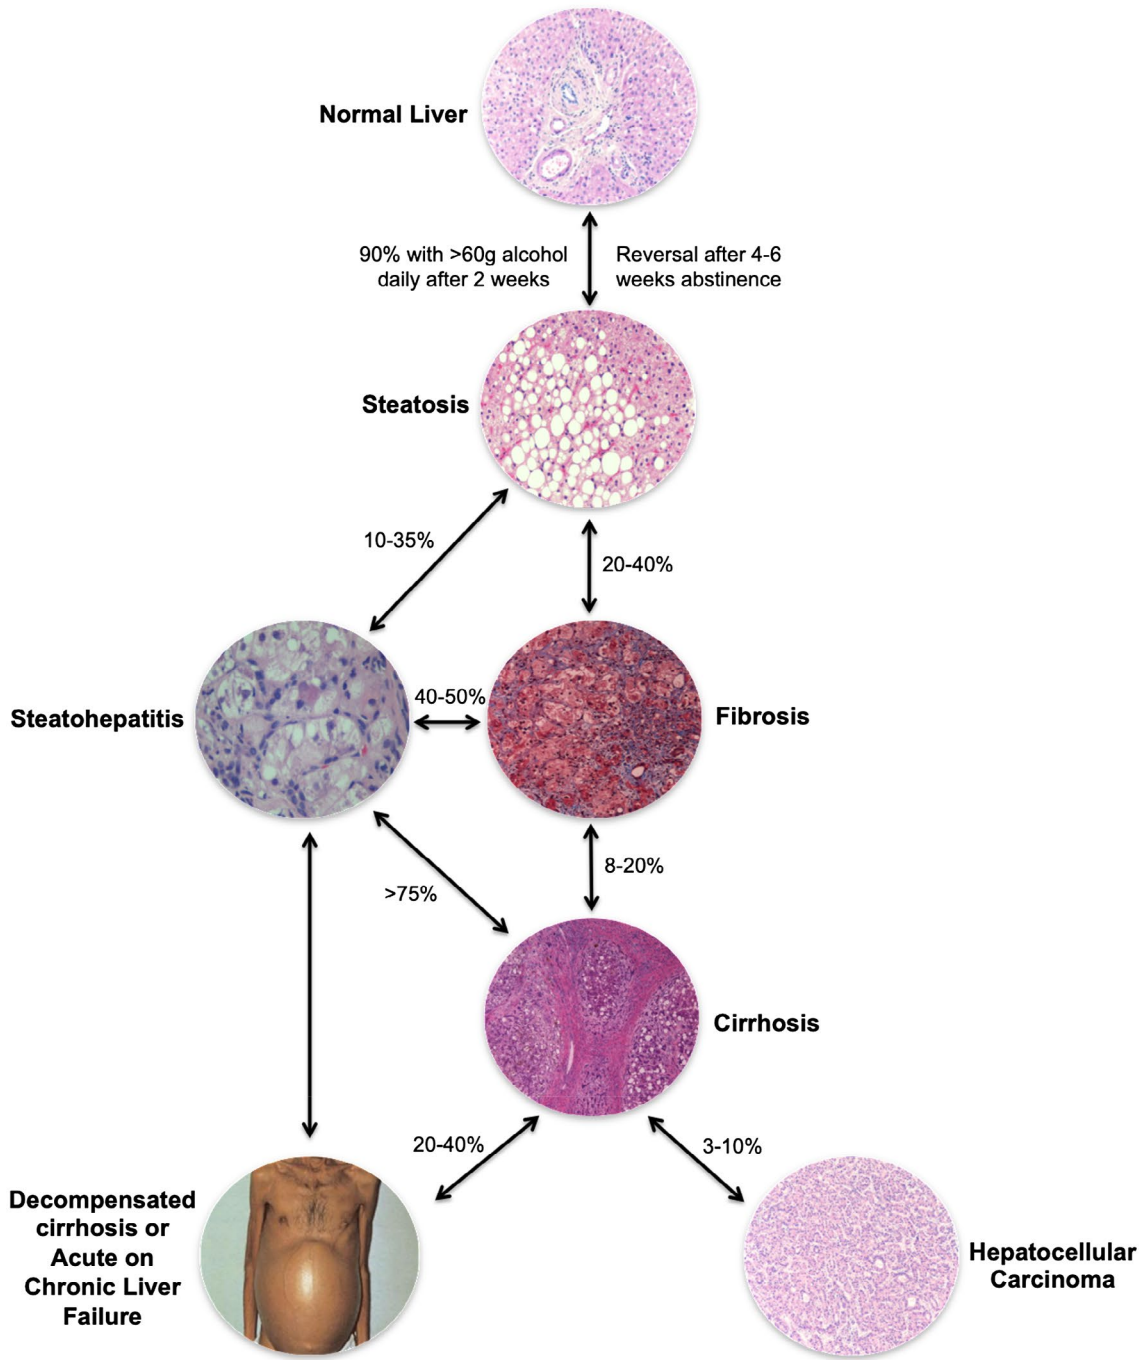 Normal Liver
90% with >60g alcohol
daily after 2 weeks
Reversal after 4-6
weeks abstinence
Steatosis
10-35%
20-40%
Steatohepatitis
40-50%
Fibrosis
>75%
8-20%
Cirrhosis
20-40%
3-10%
Decompensated
cirrhosis or
Acute on
Chronic Liver
Failure
Hepatocellular
Carcinoma